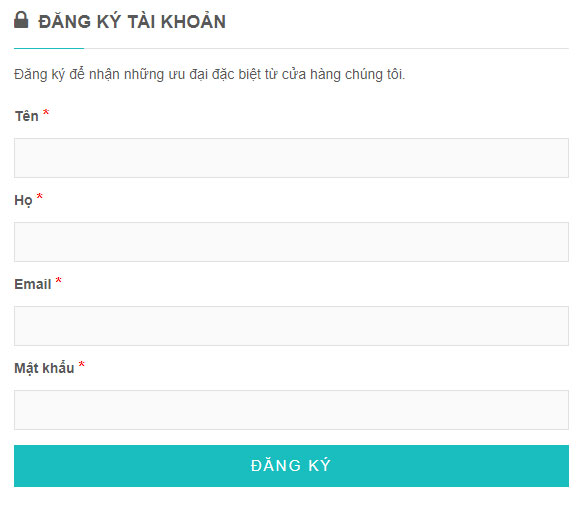 ĐĂNG KÝ TÀI KHOẢN
Đăng ký để nhận những ưu đại đặc biệt từ cửa hàng chúng tôi.
Tên *
Họ *
Email *
Mật khẩu *
ĐĂNG KÝ